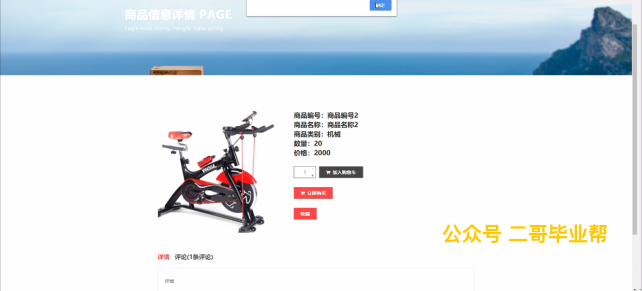 商品信息详情 PAGE
确定
商品编号：商品编号2
商品名称：商品名称2
商品类别：机械
数量：20
价格：2000
1
加入购物车
立即购买
收藏
公众号 二哥毕业帮
详情 评论(1条评论)
详情